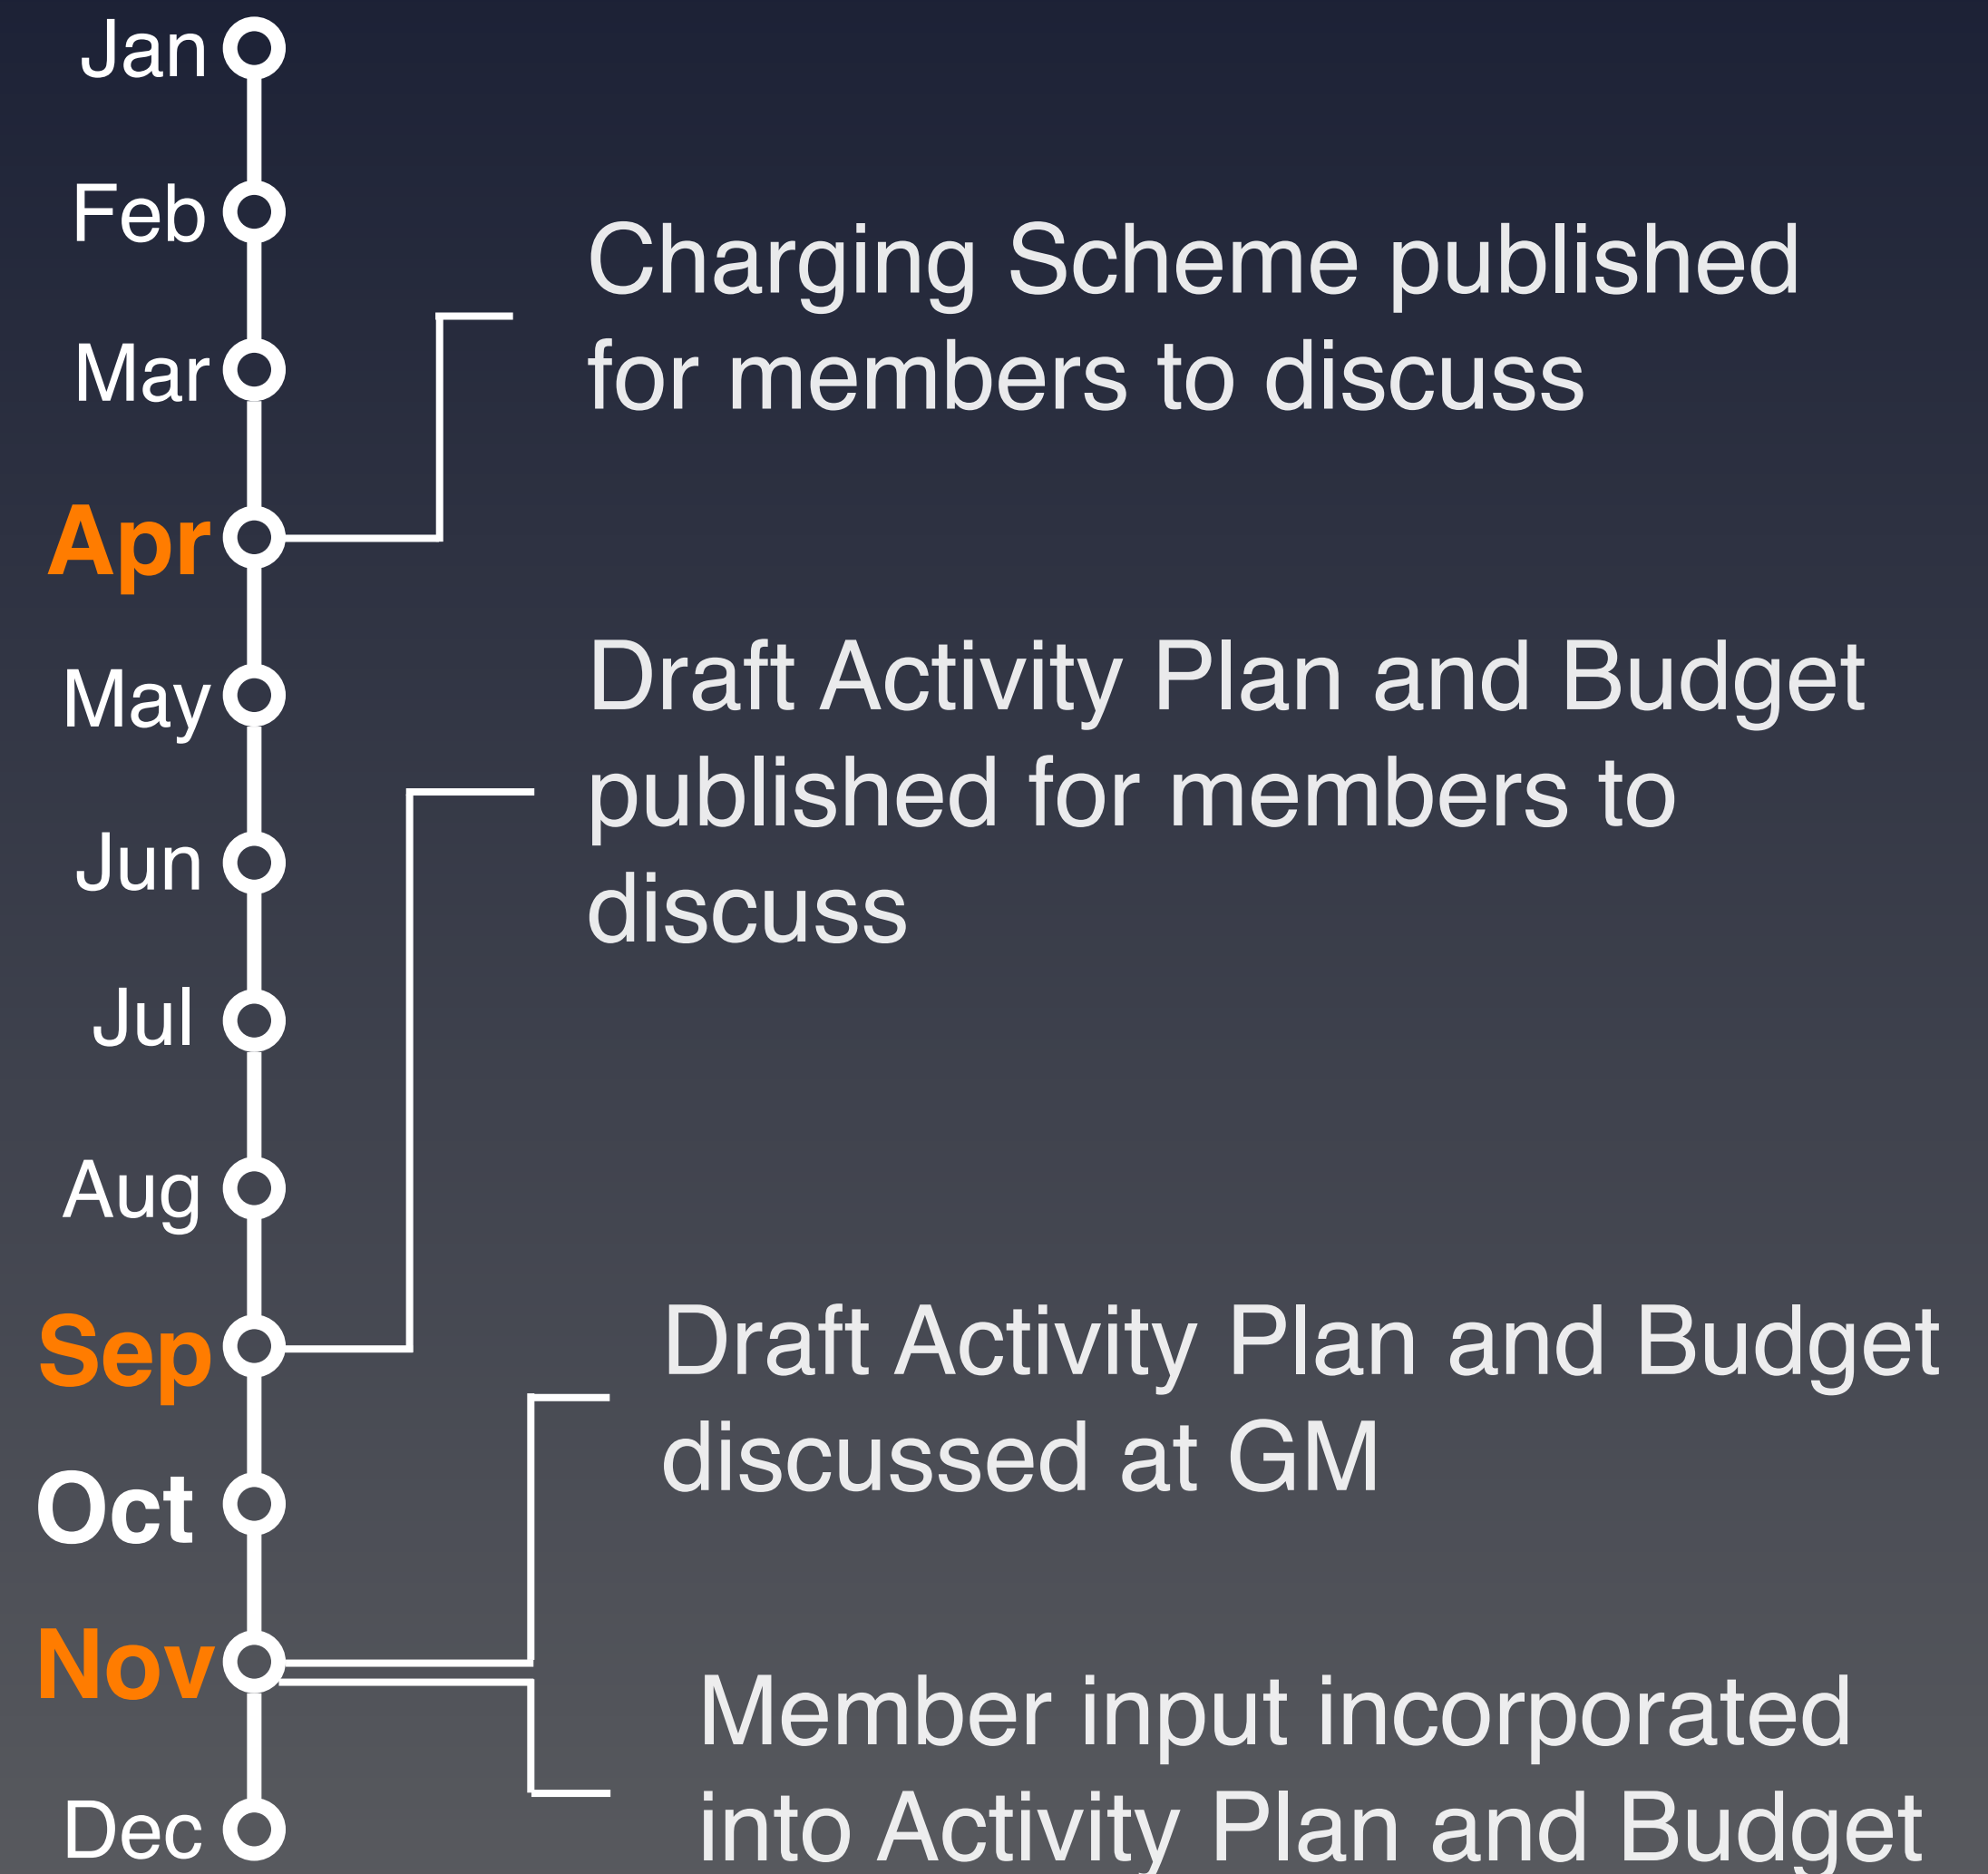 Jan
Feb
Charging Scheme published
for members to discuss
Mar
Apr
May
Draft Activity Plan and Budget
published for members to
discuss
Jun
Jul
Aug
Sep
Draft Activity Plan and Budget
discussed at GM
Oct
Nov
Member input incorporated
into Activity Plan and Budget
Dec